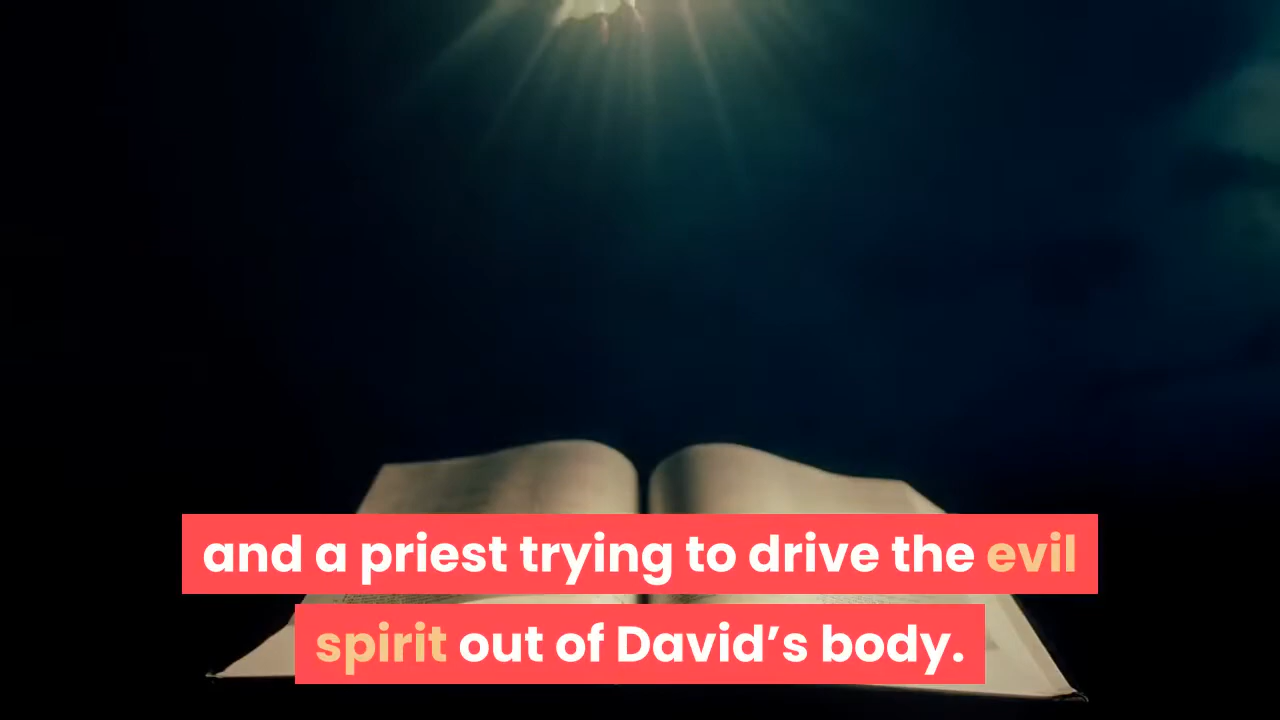 and a priest trying to drive the evil
spirit out of David’s body.